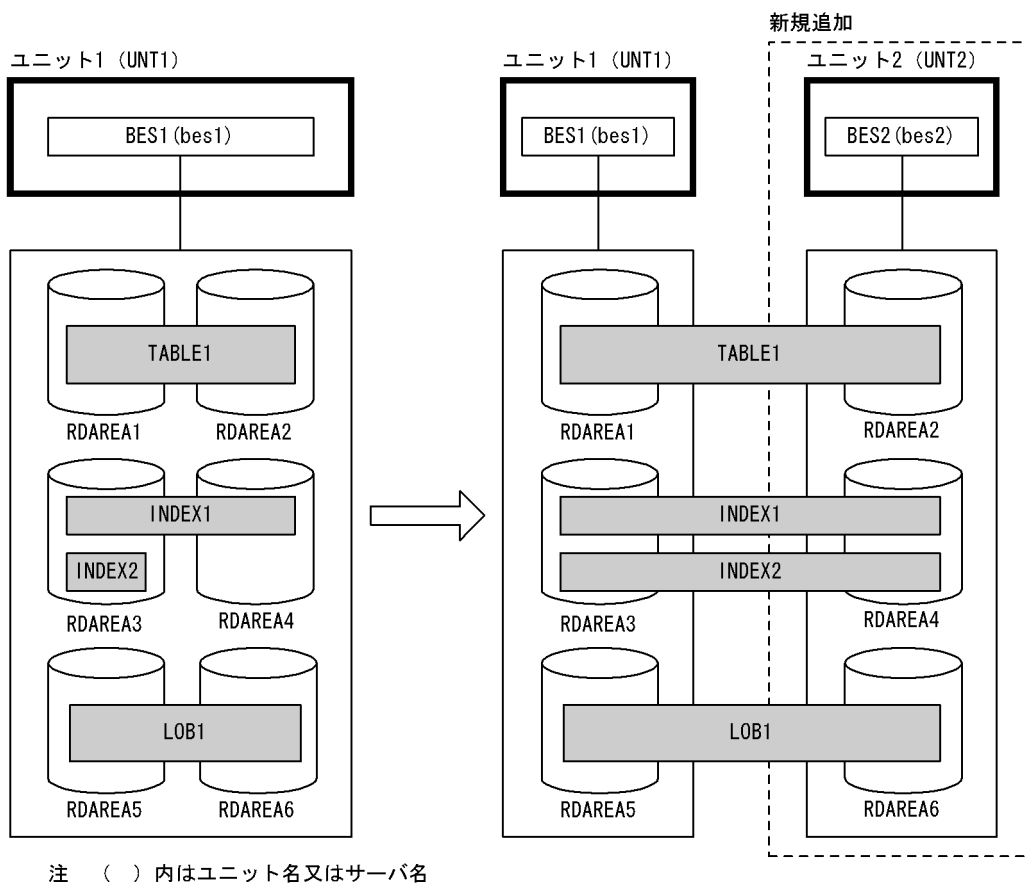 新規追加
ユニット1 (UNT1)
ユニット1 (UNT1)
ユニット2 (UNT2)
BES1(bes1)
BES1(bes1)
BES2(bes2)
TABLE1
TABLE1
RDAREA1
RDAREA2
RDAREA1
RDAREA2
INDEX1
INDEX1
INDEX2
INDEX2
RDAREA3
RDAREA4
RDAREA3
RDAREA4
LOB1
LOB1
RDAREA5
RDAREA6
RDAREA5
RDAREA6
注 ( )内はユニット名又はサーバ名